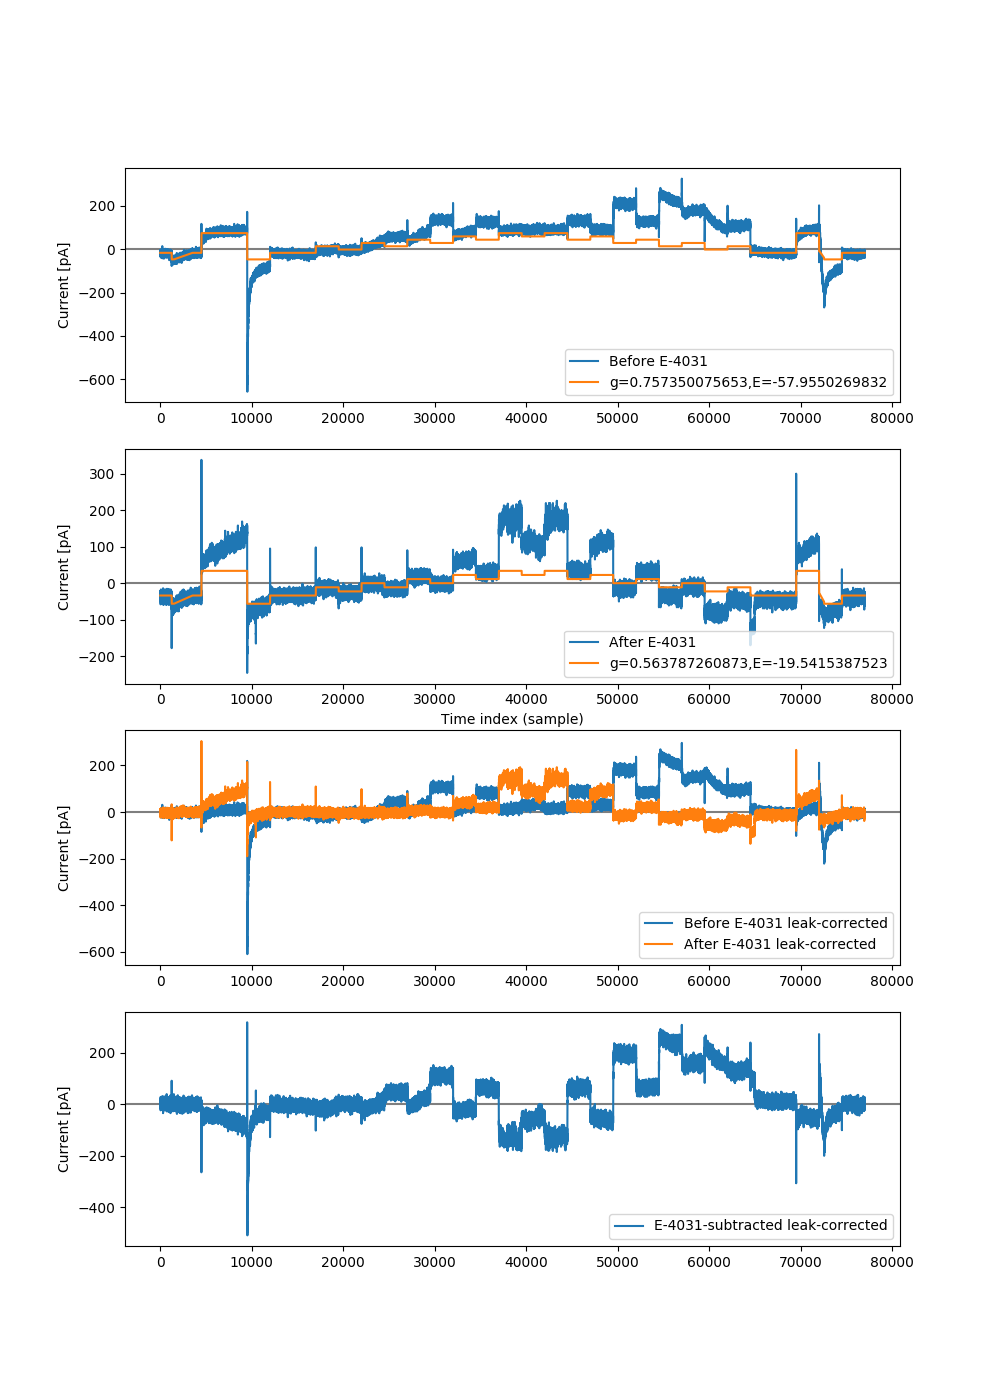 200
0
−200
−400
−600
Current [pA]
Before E-4031
g=0.757350075653,E=-57.9550269832
0 10000 20000 30000 40000 50000 60000 70000 80000
300
200
100
0
−100
−200
Current [pA]
After E-4031
g=0.563787260873,E=-19.5415387523
0 10000 20000 30000 40000 50000 60000 70000 80000
Time index (sample)
200
0
−200
−400
−600
Current [pA]
Before E-4031 leak-corrected
After E-4031 leak-corrected
0 10000 20000 30000 40000 50000 60000 70000 80000
200
0
−200
−400
Current [pA]
E-4031-subtracted leak-corrected
0 10000 20000 30000 40000 50000 60000 70000 80000